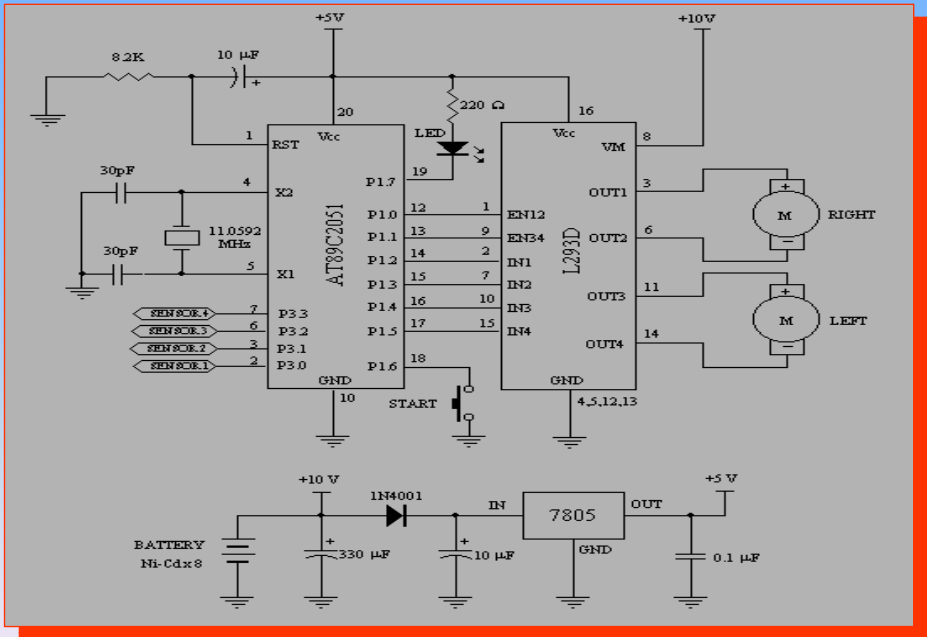 +5V
+10V
8.2K
10 µF
+
20
16
220 Ω
Vcc
LED
Vcc
1
RST
8
VM
30pF
4
X2
P1.7
19
3
OUT1
+
M
RIGHT
P1.0
12
1
EN12
11.0592
MHz
AT89C2051
P1.1
13
9
EN34
L293D
OUT2
6
30pF
5
X1
P1.2
14
2
IN1
P1.3
15
7
IN2
11
OUT3
+
SENSOR.4
7
P3.3
P1.4
16
10
IN3
M
LEFT
SENSOR.3
6
P3.2
P1.5
17
15
IN4
SENSOR.2
3
P3.1
OUT4
14
SENSOR.1
2
P3.0
P1.6
18
GND
10
START
GND
4,5,12,13
+10 V
+5 V
1N4001
IN
7805
OUT
BATTERY
Ni-Cdx8
+
330 µF
+
10 µF
GND
0.1 µF